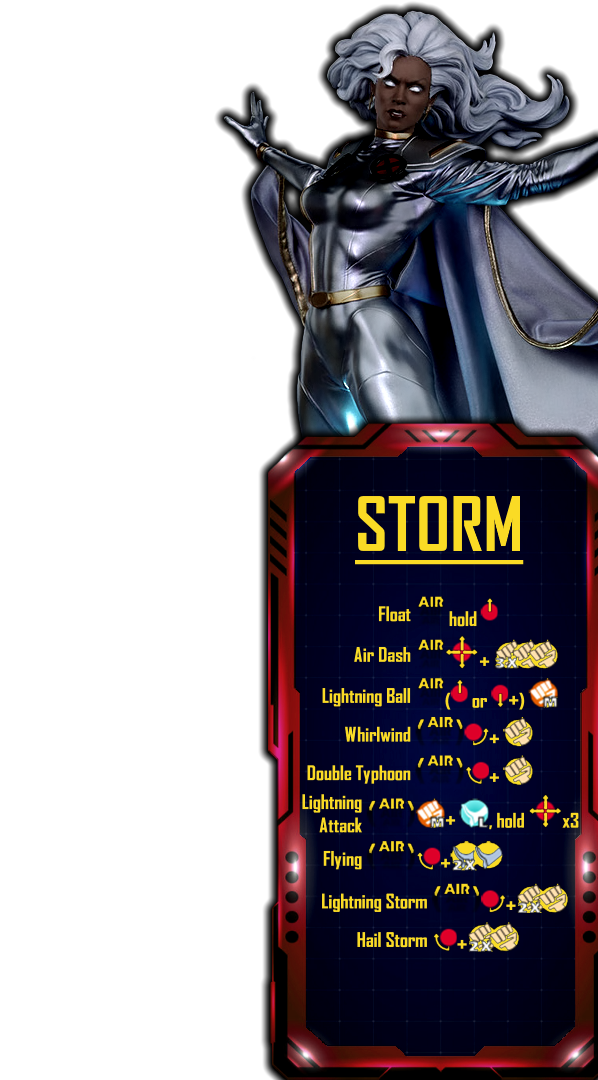 STORM
Float AIR hold
Air Dash AIR + 3X
Lightning Ball AIR ( or +) M
Whirlwind ( AIR ) +
Double Typhoon ( AIR ) +
Lightning Attack ( AIR ) M + L, hold x3
Flying ( AIR ) + 2X
Lightning Storm ( AIR ) + 2X
Hail Storm + 2X